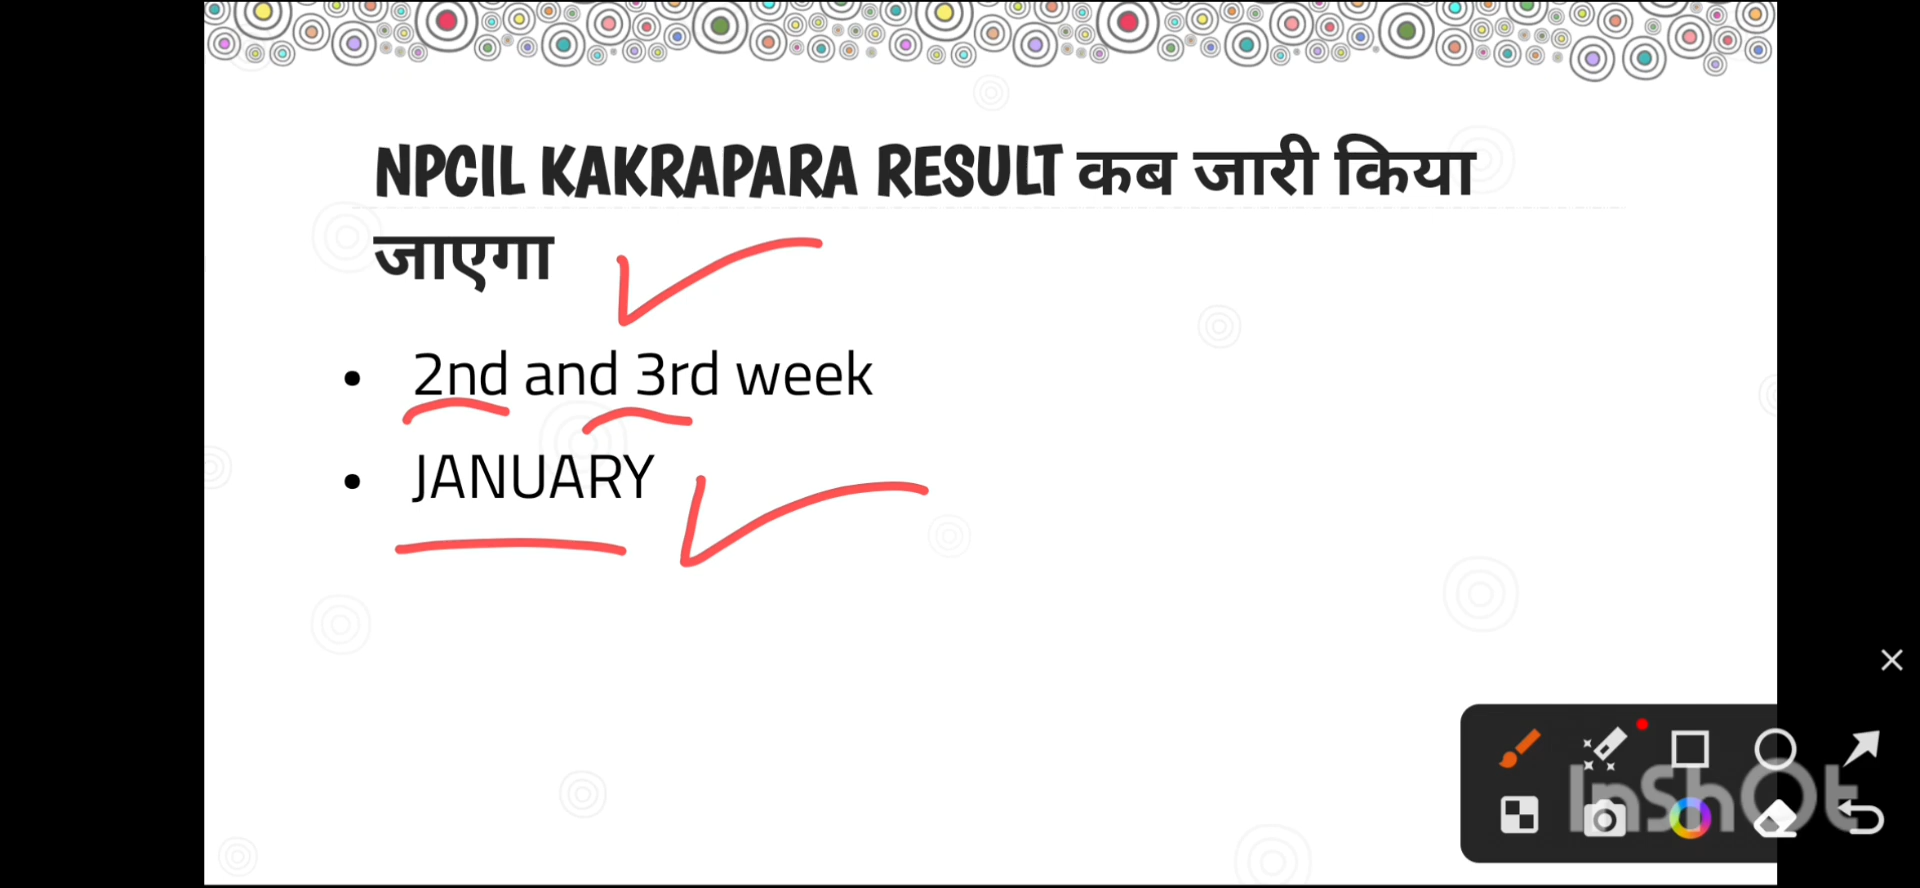 NPCIL KAKRAPARA RESULT कब जारी किया
जाएगा
• 2nd and 3rd week
• JANUARY
InShOt